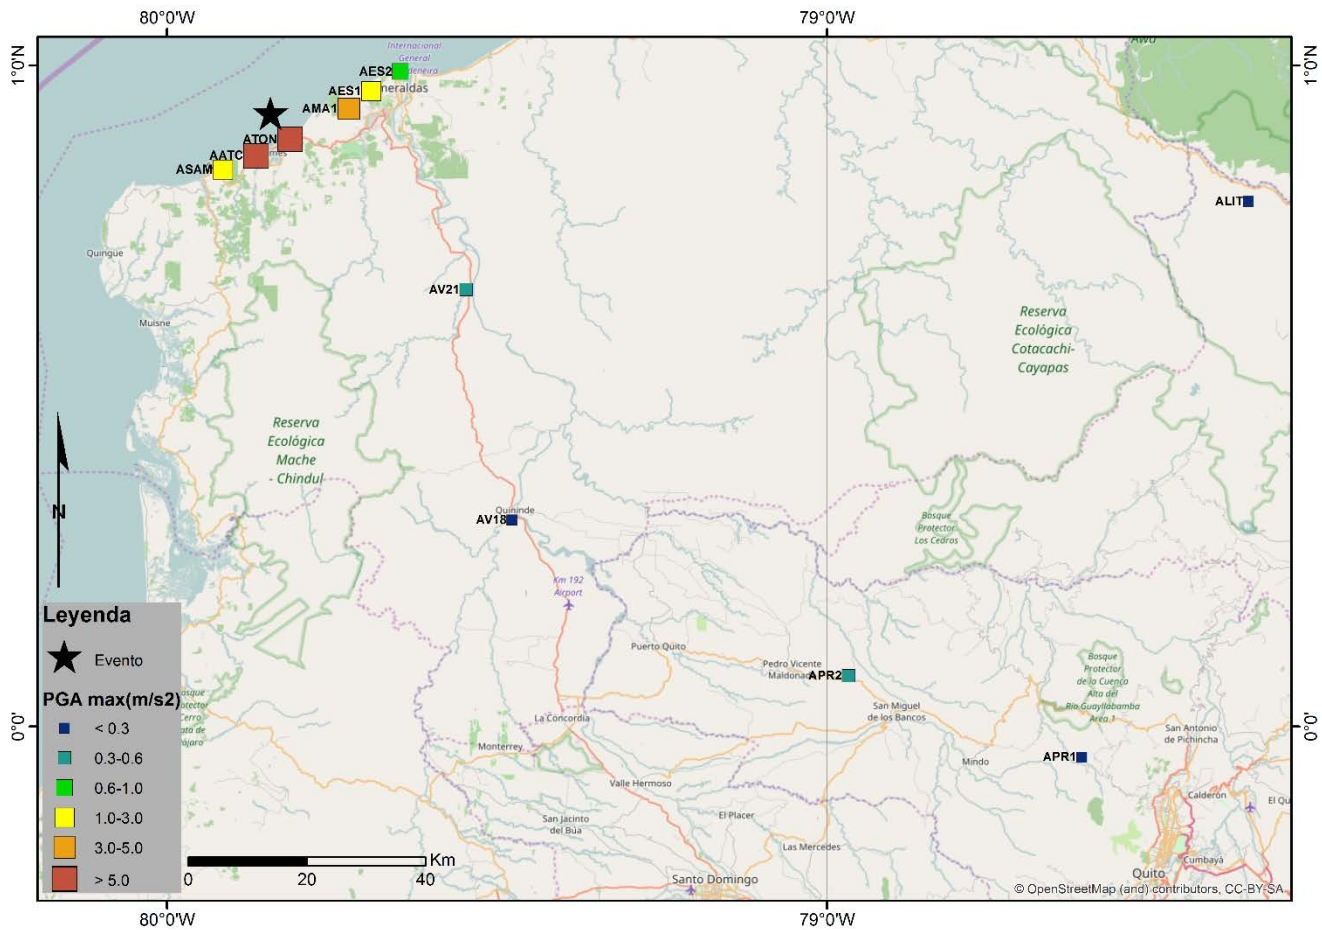 80°0'W
79°0'W
1°0'N
1°0'N
Internacional
General
AES2
AES1
meraldas
AMA1
ATON
AATC
ASAM
ALIT
Quingue
AV21
Muisne
Reserva
Ecológica
Cotacachi-
Cayapas
Reserva
Ecológica
Mache
- Chindul
N
Quininde
AV18
Bosque
Protector
Los Cedros
Km 192
Airport
Puerto Quito
Pedro Vicente
Maldonado
APR2
Bosque
Protector
de la Cuenca
Alta del
Río Guayllabamba
Area 1
San Miguel
de los Bancos
La Concordia
0°0'
0°0'
San Antonio
de Pichincha
Monterrey
Mindo
APR1
Valle Hermoso
Calderón
El Qu
San Jacinto
del Búa
El Placer
Las Mercedes
Cumbayá
Santo Domingo
Quito
Leyenda
Evento
PGA max(m/s2)
< 0.3
0.3-0.6
0.6-1.0
1.0-3.0
3.0-5.0
> 5.0
Km
0 20 40
© OpenStreetMap (and) contributors, CC-BY-SA
80°0'W
79°0'W